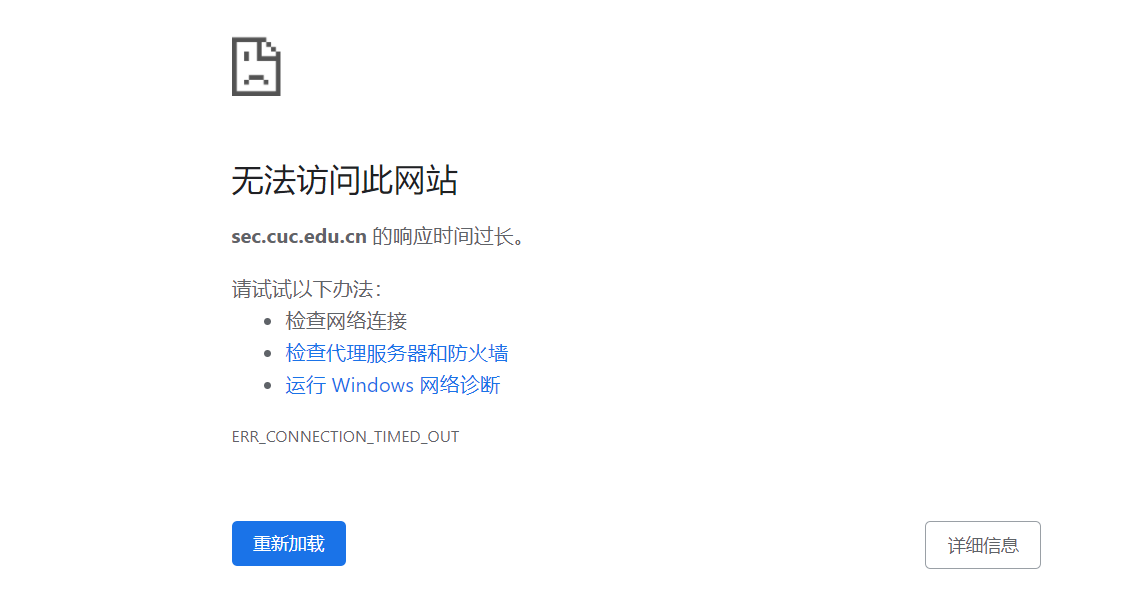 无法访问此网站
sec.cuc.edu.cn 的响应时间过长。
请试试以下办法：
检查网络连接
检查代理服务器和防火墙
运行 Windows 网络诊断
ERR_CONNECTION_TIMED_OUT
重新加载
详细信息